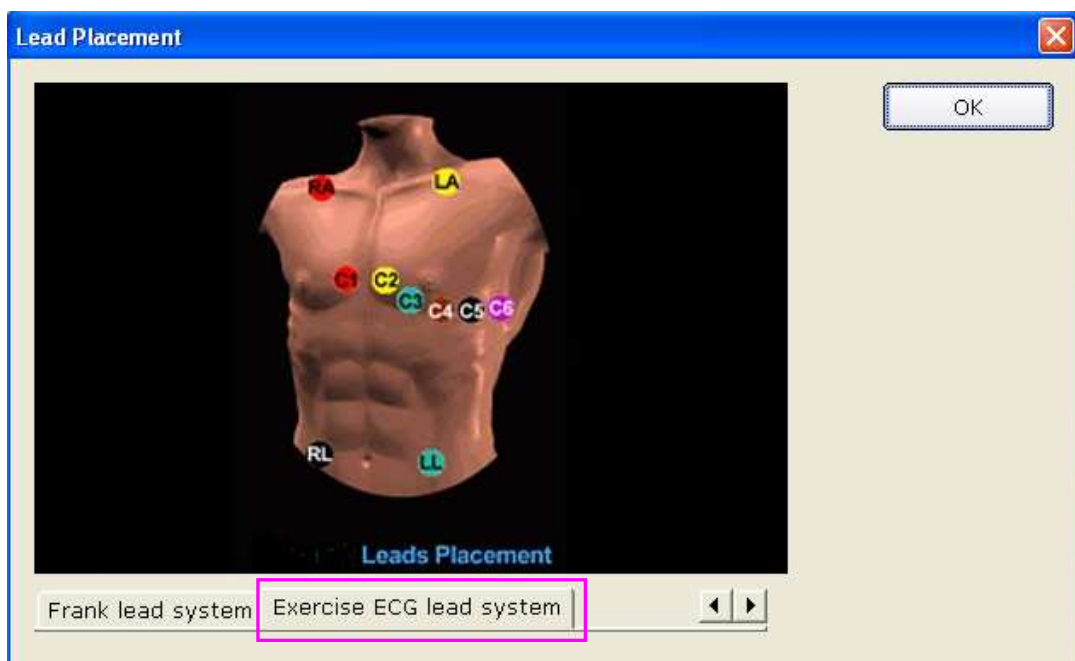 Lead Placement
OK
RA
LA
C1 C2
C3
C4 C5 C6
RL
LL
Leads Placement
Frank lead system Exercise ECG lead system